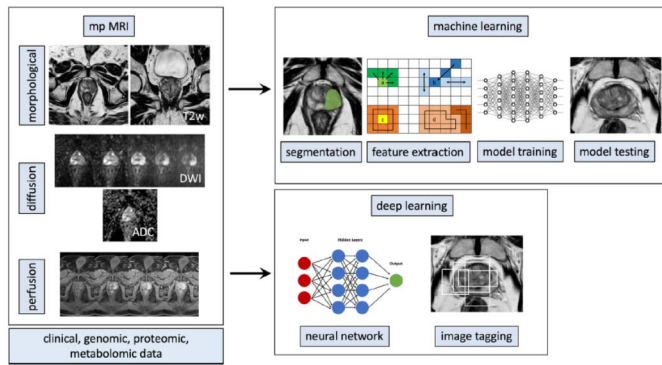 mp MRI
morphological
T2w
diffusion
DWI
ADC
perfusion
clinical, genomic, proteomic,
metabolomic data
machine learning
segmentation
feature extraction
model training
model testing
deep learning
Input
Hidden Layers
Output
neural network
image tagging